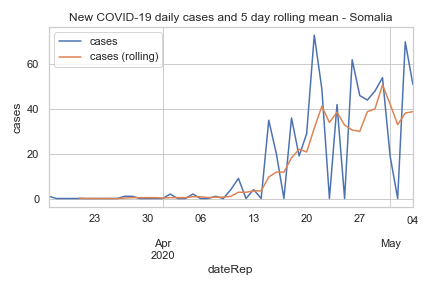 New COVID-19 daily cases and 5 day rolling mean - Somalia
cases
cases (rolling)
cases
60
40
20
0
23 30 06 13 20 27 04
Apr May
2020
dateRep